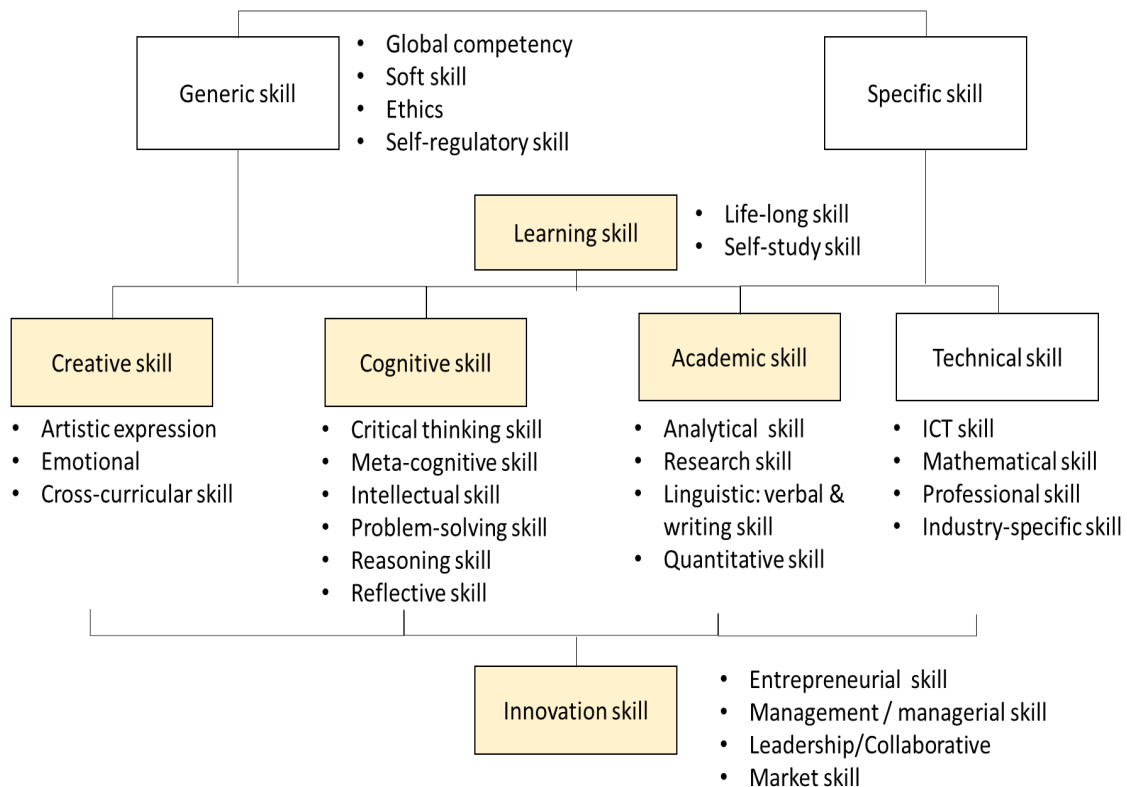 Generic skill
• Global competency
• Soft skill
• Ethics
• Self-regulatory skill
Specific skill
Learning skill
• Life-long skill
• Self-study skill
Creative skill
• Artistic expression
• Emotional
• Cross-curricular skill
Cognitive skill
• Critical thinking skill
• Meta-cognitive skill
• Intellectual skill
• Problem-solving skill
• Reasoning skill
• Reflective skill
Academic skill
• Analytical skill
• Research skill
• Linguistic: verbal &
writing skill
• Quantitative skill
Technical skill
• ICT skill
• Mathematical skill
• Professional skill
• Industry-specific skill
Innovation skill
• Entrepreneurial skill
• Management / managerial skill
• Leadership/Collaborative
• Market skill